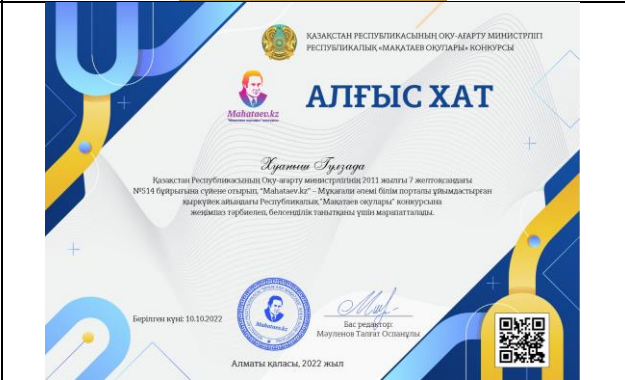 ҚАЗАҚСТАН РЕСПУБЛИКАСЫНЫҢ ОҚУ-АҒАРТУ МИНИСТРЛІГІ
РЕСПУБЛИКАЛЫҚ «МАҚАТАЕВ ОҚУЛАРЫ» КОНКУРСЫ
АЛҒЫС ХАТ
Mahataev.kz
Хуаныш Гүлзада
Қазақстан Республикасының Оқу-ағарту министрлігінің 2011 жылғы 7 желтоқсандағы
№514 бұйрығына сүйене отырып, "Mahataev.kz" – Мұқағали әлемі білім порталы ұйымдастырған
қыркүйек айындағы Республикалық "Мақатаев оқулары" конкурсына
жеңімпаз тәрбиелеп, белсенділік танытқаны үшін марапатталады.
Берілген күні: 10.10.2022
Mahataev.kz
Бас редактор:
Мәуленов Талғат Оспанұлы
Алматы қаласы, 2022 жыл